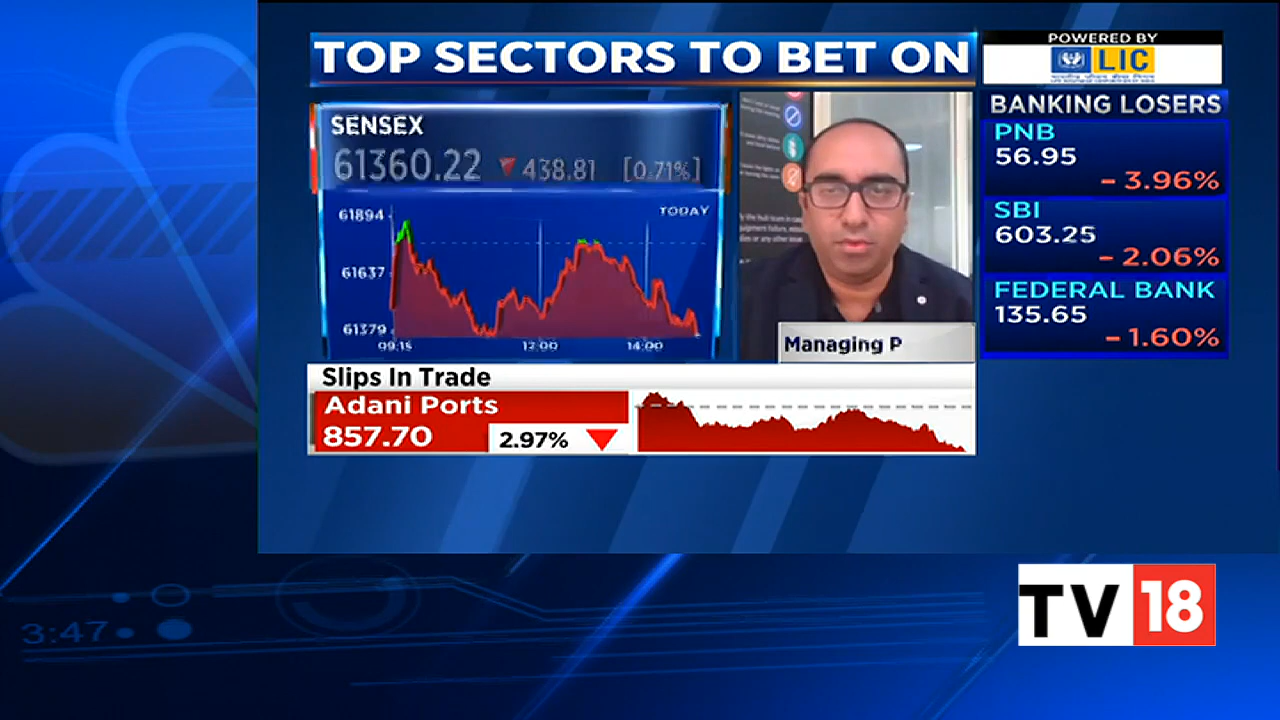 TOP SECTORS TO BET ON
POWERED BY
LIC
SENSEX
61360.22 ▼ 438.81 [0.71%]
TODAY
61894
61637
61379
09:15 12:00 14:00
Managing P
BANKING LOSERS
PNB
56.95
– 3.96%
SBI
603.25
– 2.06%
FEDERAL BANK
135.65
– 1.60%
Slips In Trade
Adani Ports
857.70
2.97% ▼
3:47
TV 18